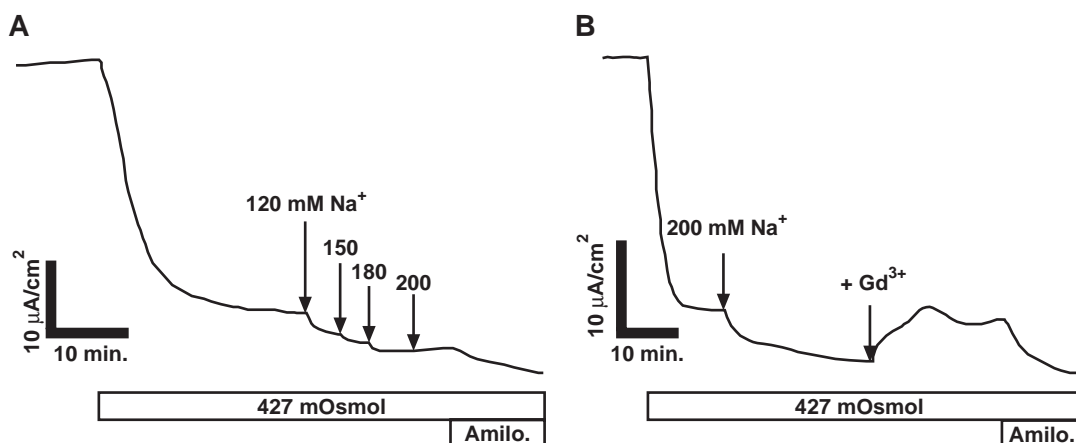 A
120 mM Na⁺
150
180
200
10 μA/cm²
10 min.
427 mOsmol
Amilo.
B
200 mM Na⁺
+ Gd³⁺
10 μA/cm²
10 min.
427 mOsmol
Amilo.